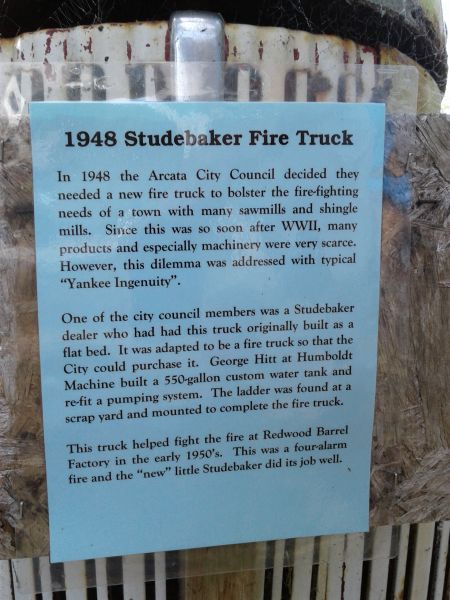 1948 Studebaker Fire Truck
In 1948 the Arcata City Council decided they
needed a new fire truck to bolster the fire-fighting
needs of a town with many sawmills and shingle
mills. Since this was so soon after WWII, many
products and especially machinery were very scarce.
However, this dilemma was addressed with typical
"Yankee Ingenuity".
One of the city council members was a Studebaker
dealer who had had this truck originally built as a
flat bed. It was adapted to be a fire truck so that the
City could purchase it. George Hitt at Humboldt
Machine built a 550-gallon custom water tank and
re-fit a pumping system. The ladder was found at a
scrap yard and mounted to complete the fire truck.
This truck helped fight the fire at Redwood Barrel
Factory in the early 1950's. This was a four-alarm
fire and the "new" little Studebaker did its job well.